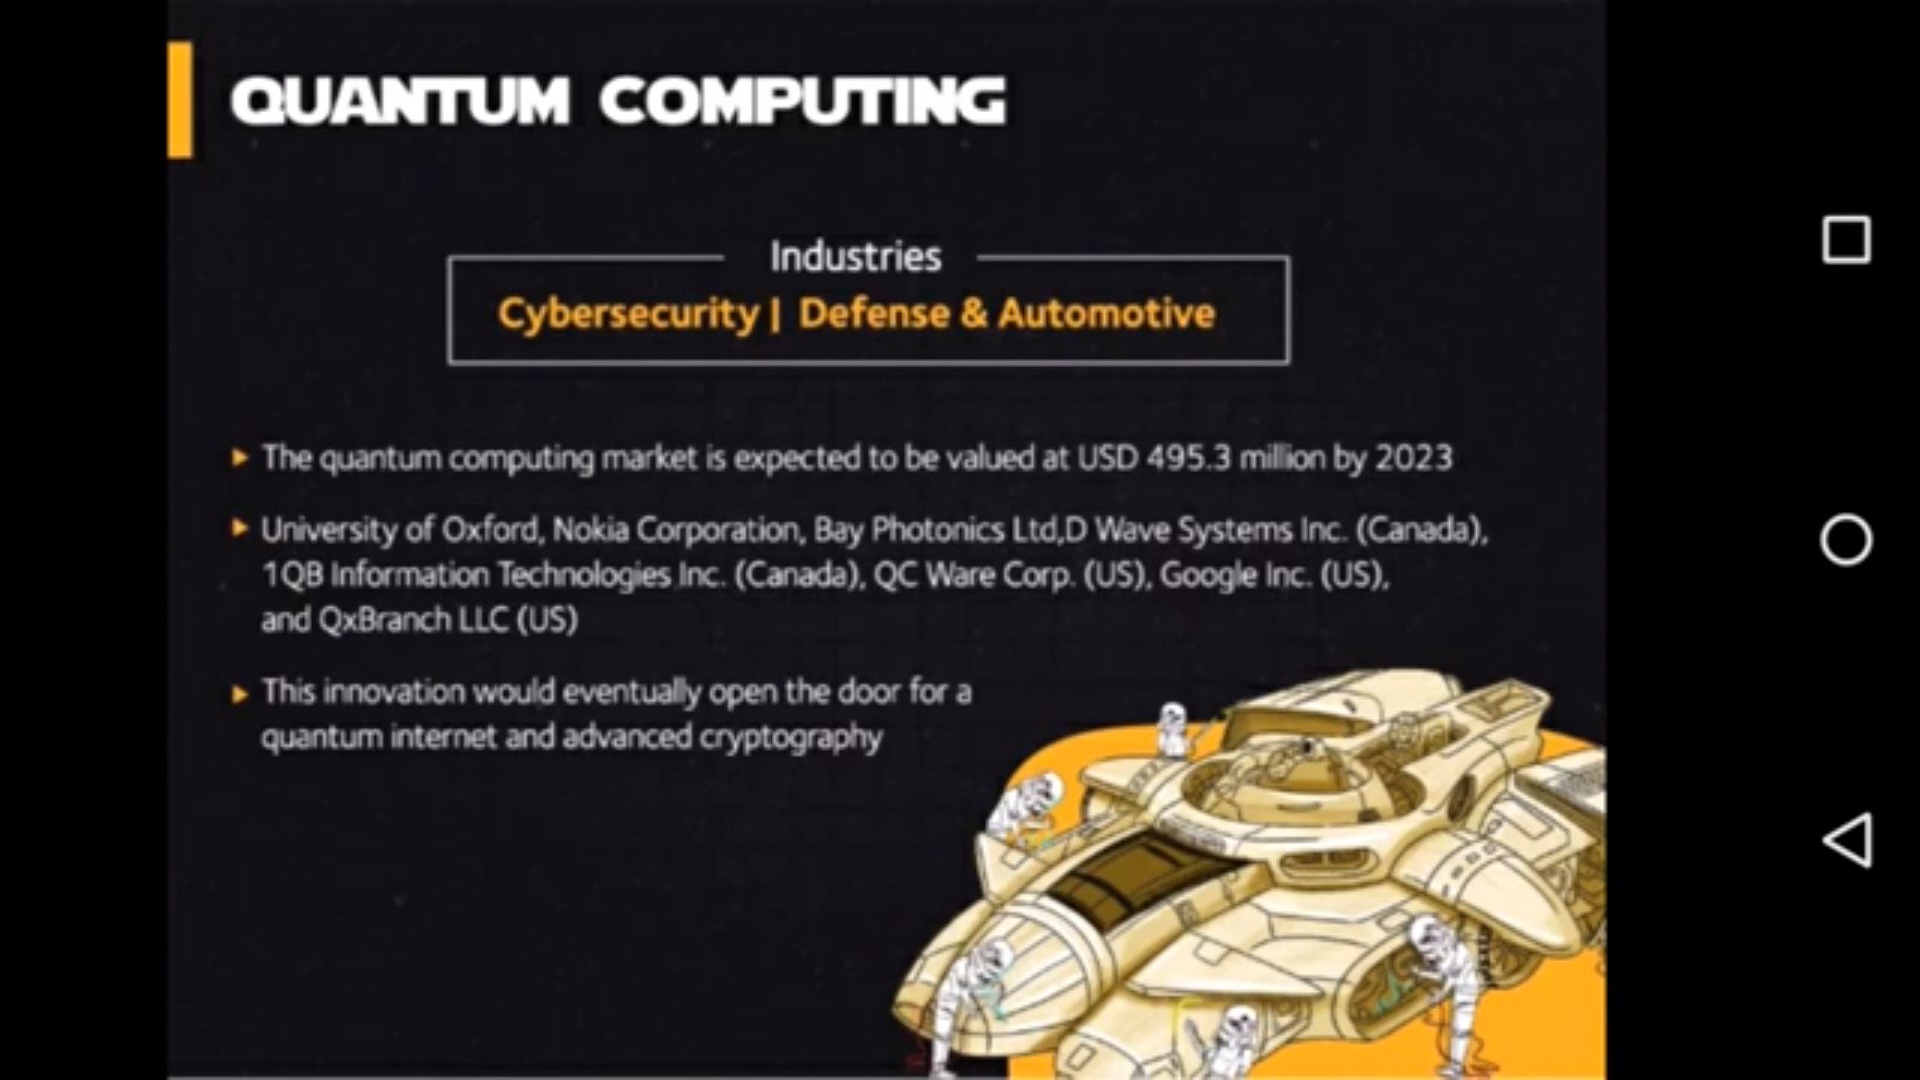 QUANTUM COMPUTING
Industries
Cybersecurity | Defense & Automotive
The quantum computing market is expected to be valued at USD 495.3 million by 2023
University of Oxford, Nokia Corporation, Bay Photonics Ltd,D Wave Systems Inc. (Canada),
1QB Information Technologies Inc. (Canada), QC Ware Corp. (US), Google Inc. (US),
and QxBranch LLC (US)
This innovation would eventually open the door for a
quantum internet and advanced cryptography